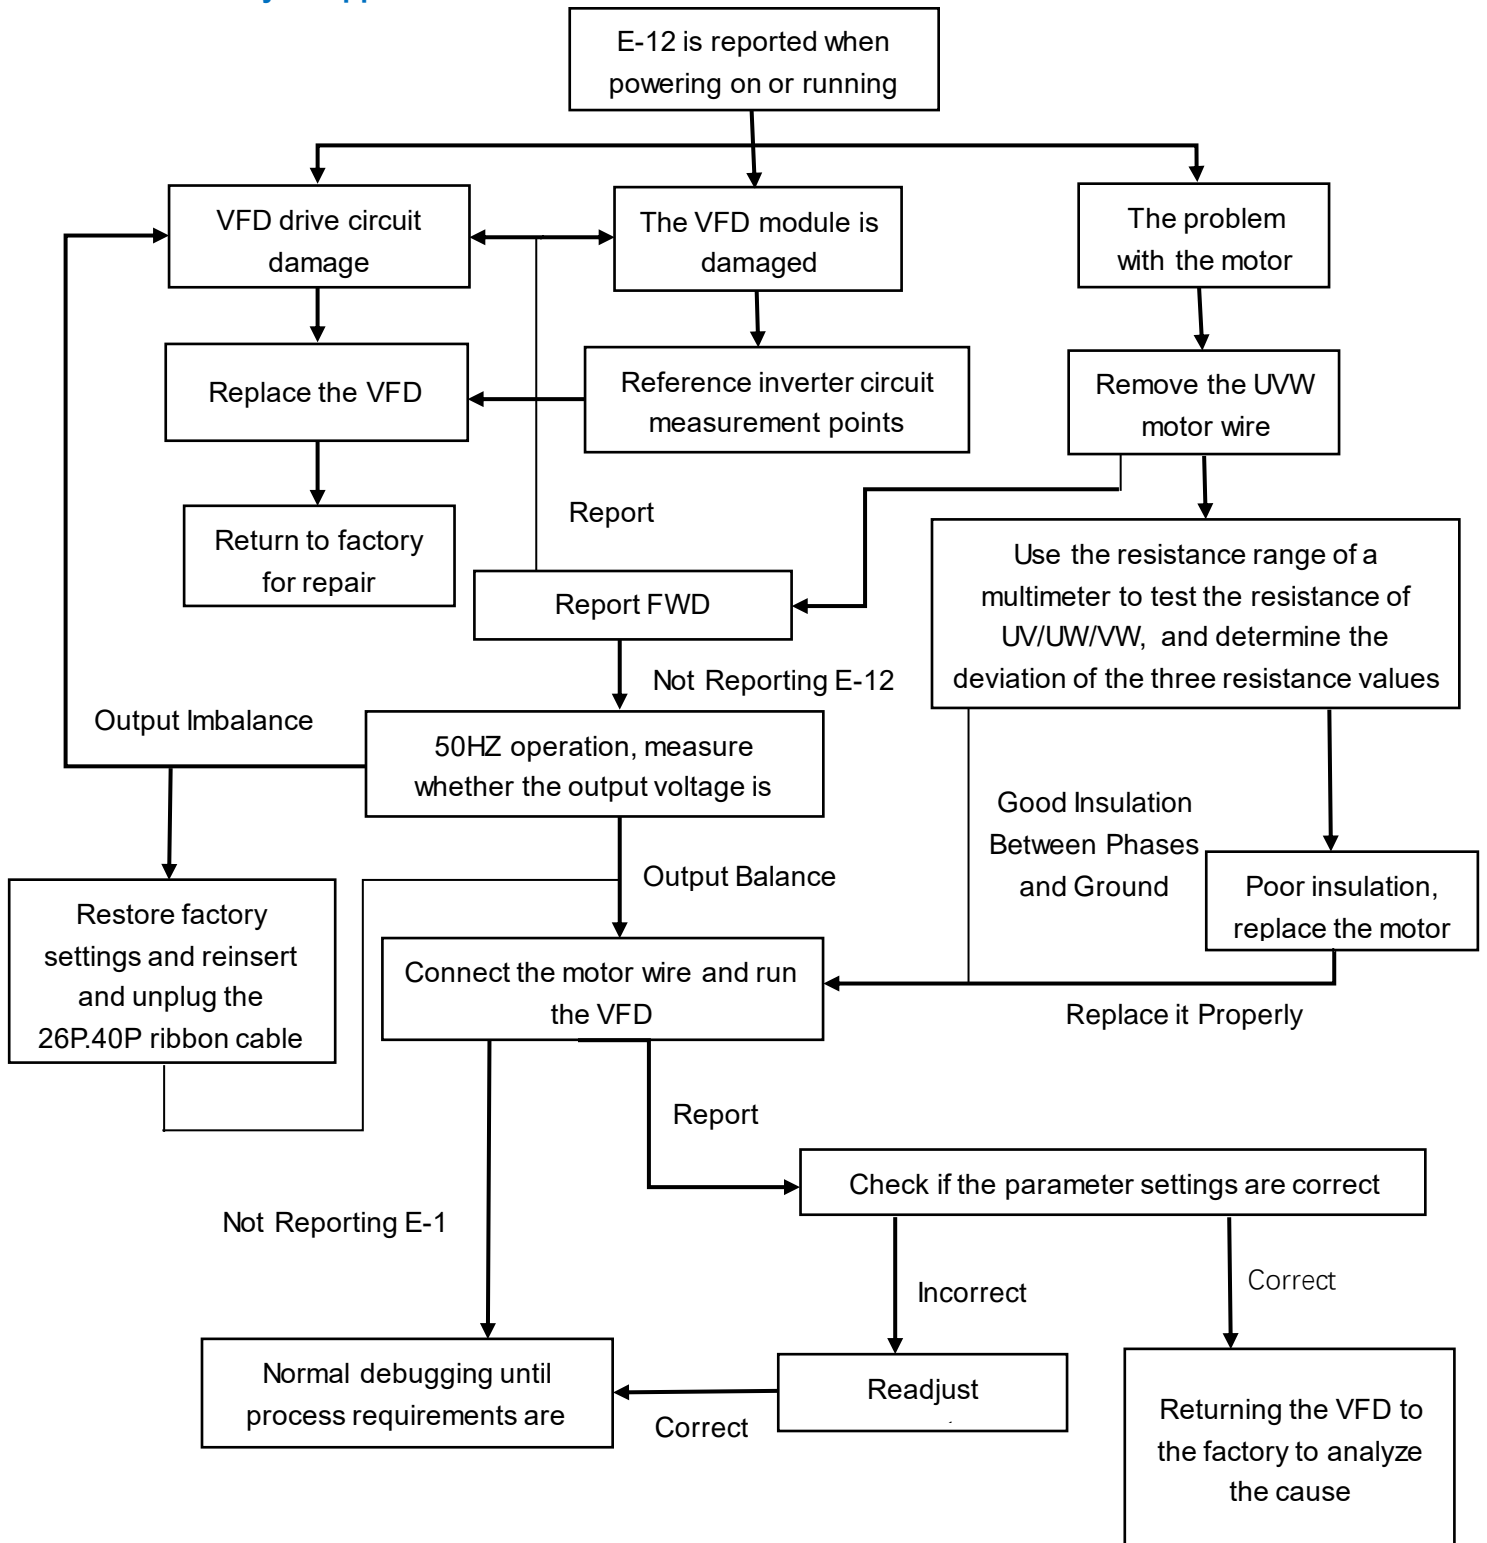 E-12 is reported when
powering on or running
VFD drive circuit
damage
The VFD module is
damaged
The problem
with the motor
Replace the VFD
Reference inverter circuit
measurement points
Remove the UVW
motor wire
Return to factory
for repair
Report
Report FWD
Use the resistance range of a
multimeter to test the resistance of
UV/UW/VW, and determine the
deviation of the three resistance values
Not Reporting E-12
Output Imbalance
50HZ operation, measure
whether the output voltage is
Good Insulation
Between Phases
and Ground
Output Balance
Poor insulation,
replace the motor
Restore factory
settings and reinsert
and unplug the
26P.40P ribbon cable
Connect the motor wire and run
the VFD
Replace it Properly
Report
Check if the parameter settings are correct
Not Reporting E-1
Incorrect
Correct
Normal debugging until
process requirements are
Readjust
Correct
Returning the VFD to
the factory to analyze
the cause